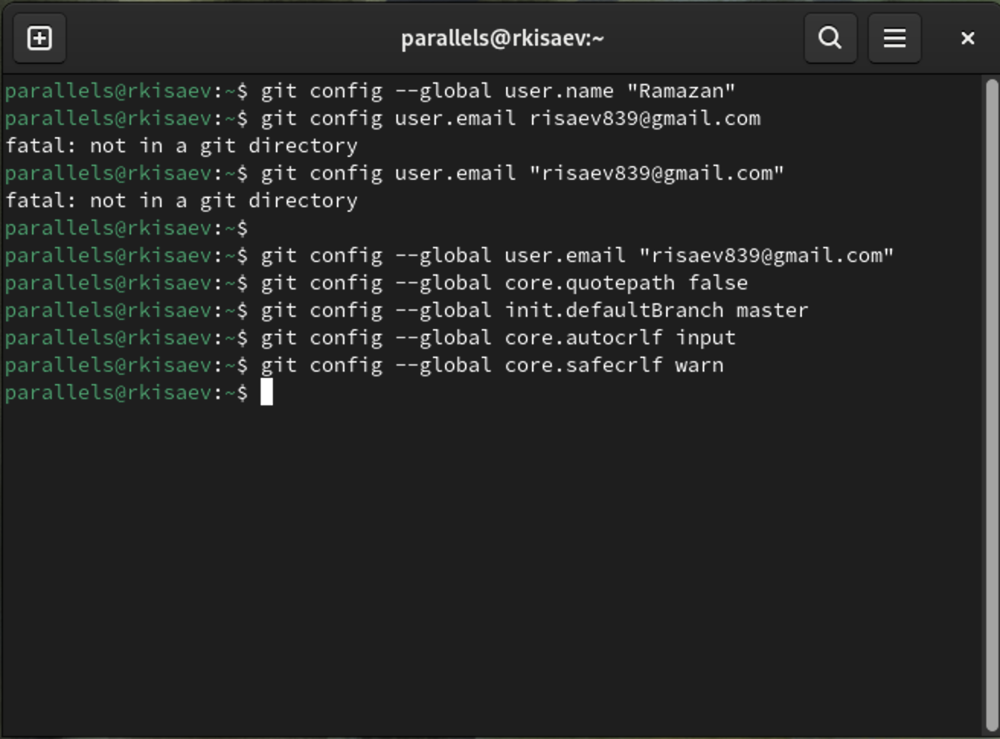 parallels@rkisaev:~
parallels@rkisaev:~$ git config --global user.name "Ramazan"
parallels@rkisaev:~$ git config user.email risaev839@gmail.com
fatal: not in a git directory
parallels@rkisaev:~$ git config user.email "risaev839@gmail.com"
fatal: not in a git directory
parallels@rkisaev:~$
parallels@rkisaev:~$ git config --global user.email "risaev839@gmail.com"
parallels@rkisaev:~$ git config --global core.quotepath false
parallels@rkisaev:~$ git config --global init.defaultBranch master
parallels@rkisaev:~$ git config --global core.autocrlf input
parallels@rkisaev:~$ git config --global core.safecrlf warn
parallels@rkisaev:~$